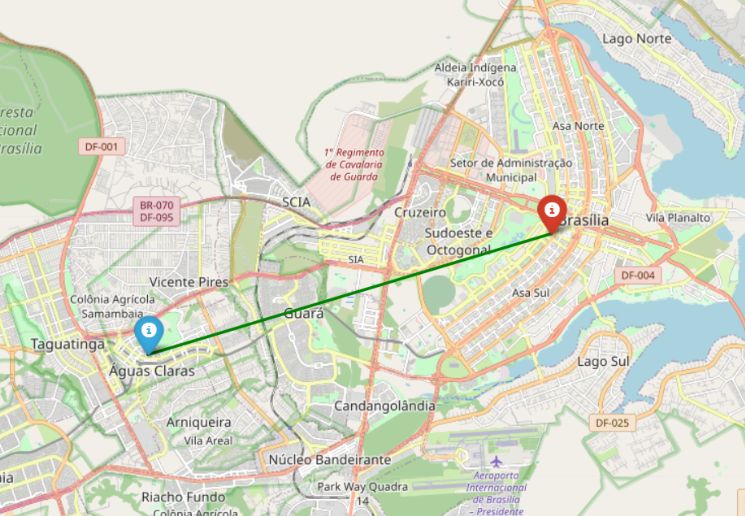 Lago Norte
Aldeia Indígena
Kariri-Xocó
DF-001
Asa Norte
1º Regimento
de Cavalaria
de Guarda
Setor de Administração
Municipal
BR-070
DF-095
SCIA
Cruzeiro
Sudoeste e
Octogonal
Brasília
Vila Planalto
SIA
DF-004
Vicente Pires
Asa Sul
Colônia Agrícola
Samambaia
Guará
Taguatinga
Águas Claras
Lago Sul
Candangolândia
Arniqueira
Vila Areal
DF-025
Núcleo Bandeirante
Park Way Quadra
14
Aeroporto
Internacional
de Brasília
– Presidente
Riacho Fundo
Colônia Agrícola